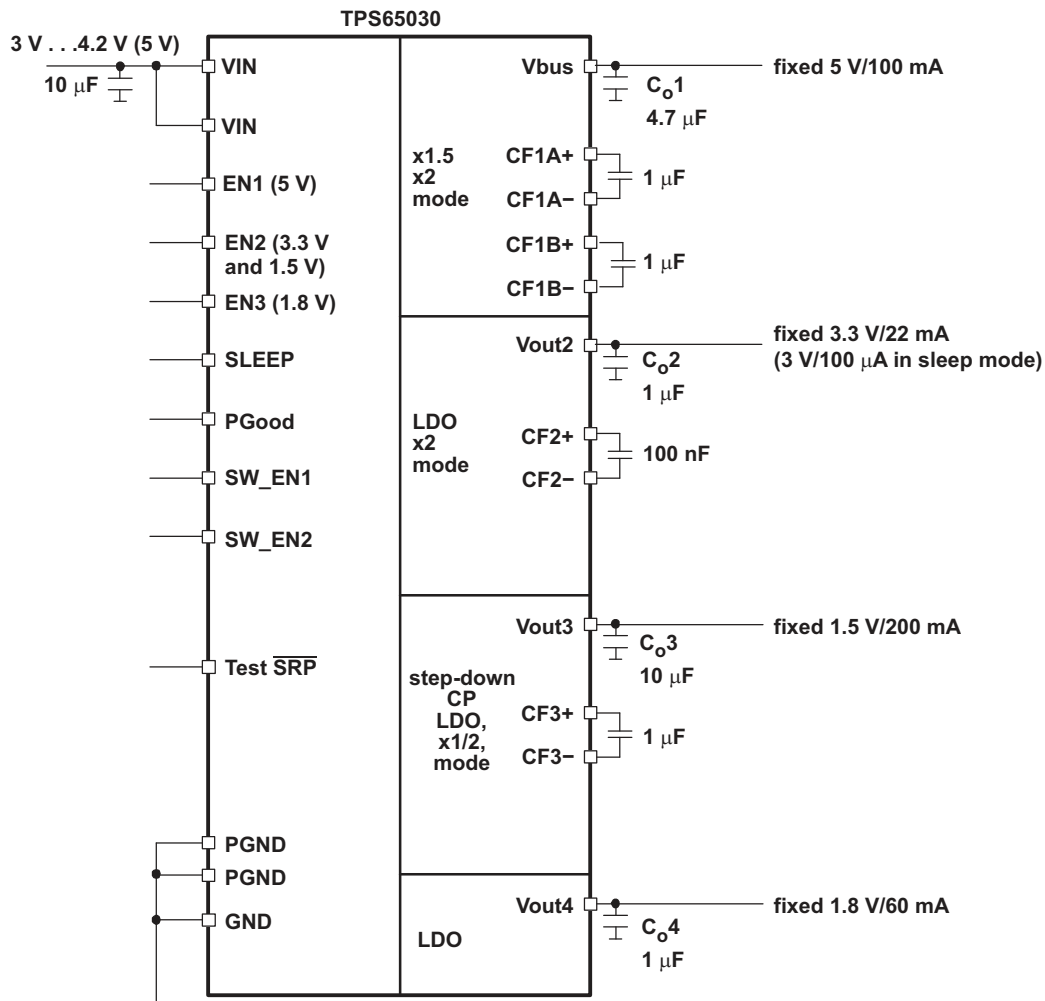 TPS65030
3 V . . .4.2 V (5 V)
10 μF
VIN
VIN
EN1 (5 V)
EN2 (3.3 V
and 1.5 V)
EN3 (1.8 V)
SLEEP
PGood
SW_EN1
SW_EN2
Test SRP
PGND
PGND
GND
x1.5
x2
mode
Vbus
Co1
4.7 μF
fixed 5 V/100 mA
CF1A+
CF1A−
1 μF
CF1B+
CF1B−
1 μF
LDO
x2
mode
Vout2
Co2
1 μF
fixed 3.3 V/22 mA
(3 V/100 μA in sleep mode)
CF2+
CF2−
100 nF
step-down
CP
LDO,
x1/2,
mode
Vout3
Co3
10 μF
fixed 1.5 V/200 mA
CF3+
CF3−
1 μF
LDO
Vout4
Co4
1 μF
fixed 1.8 V/60 mA